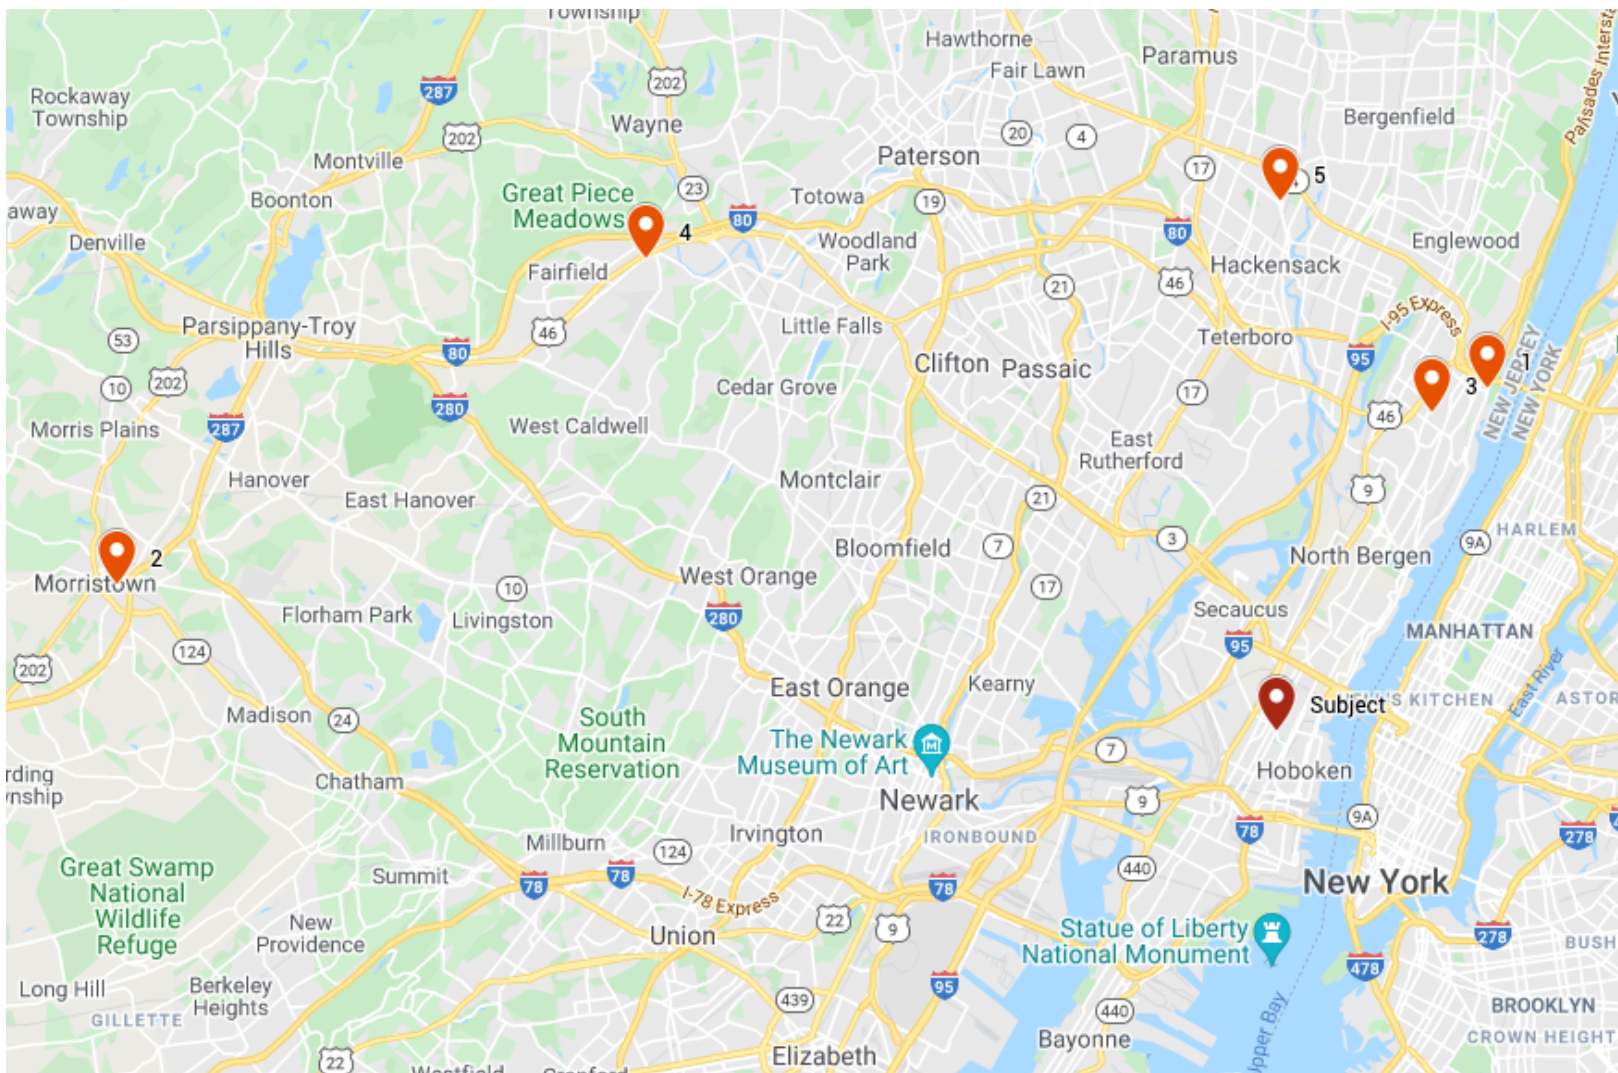 Township
Hawthorne
Paramus
Palisades Intersta
Fair Lawn
287
202
Rockaway
Township
Bergenfield
Wayne
20
4
202
Montville
Paterson
17
5
4
Great Piece
Meadows
23
Boonton
Totowa
19
away
80
4
80
Denville
Woodland
Park
Englewood
Fairfield
Hackensack
46
21
I-95 Express
Little Falls
Parsippany-Troy
Hills
46
53
Teterboro
80
95
NEW JERSEY
NEW YORK
1
Clifton
Passaic
10
202
Cedar Grove
17
3
280
46
287
Morris Plains
West Caldwell
East
Rutherford
Hanover
Montclair
East Hanover
21
9
HARLEM
3
9A
7
Bloomfield
North Bergen
2
Morristown
West Orange
10
17
Florham Park
Livingston
280
Secaucus
MANHATTAN
124
95
202
East Orange
Kearny
S KITCHEN
East River
ASTOR
Subject
Madison
24
South
Mountain
Reservation
The Newark
Museum of Art
7
Hoboken
rding
wnship
Chatham
Newark
9
9A
Millburn
Irvington
IRONBOUND
78
278
124
Great Swamp
National
Wildlife
Refuge
Summit
78
78
78
440
New York
I-78 Express
New
Providence
22
9
Union
Statue of Liberty
National Monument
278
BUSH
478
Long Hill
Berkeley
Heights
439
95
440
Upper Bay
BROOKLYN
GILLETTE
CROWN HEIGHT
Bayonne
22
Elizabeth
Westfield
Cranford